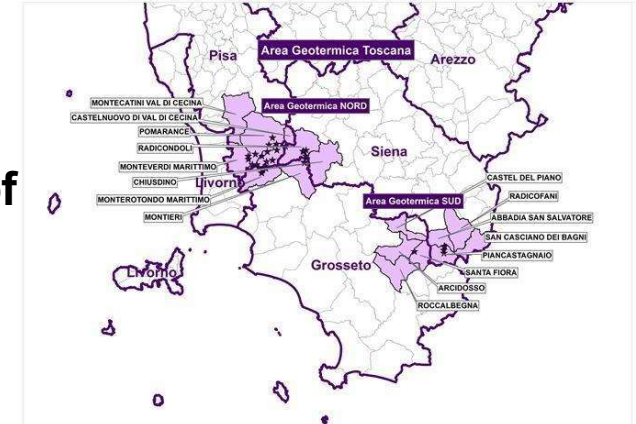 of
Area Geotermica Toscana
Pisa
Arezzo
Area Geotermica NORD
MONTECATINI VAL DI CECINA
CASTELNUOVO DI VAL DI CECINA
POMARANCE
RADICONDOLI
MONTEVERDI MARITTIMO
CHIUSDINO
MONTEROTONDO MARITTIMO
MONTIERI
Livorno
Siena
Area Geotermica SUD
CASTEL DEL PIANO
RADICOFANI
ABBADIA SAN SALVATORE
SAN CASCIANO DEI BAGNI
PIANCASTAGNAIO
SANTA FIORA
ARCIDOSSO
ROCCALBEGNA
Grosseto
Livorno